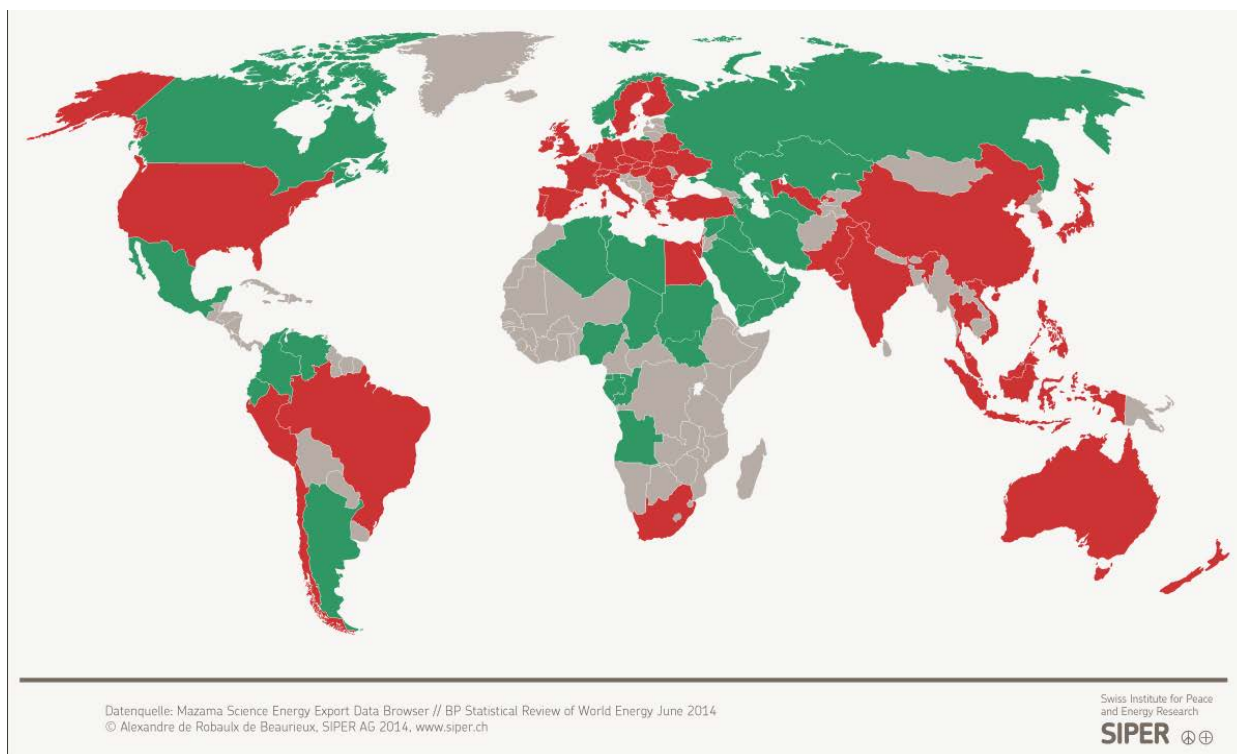 Datenquelle: Mazama Science Energy Export Data Browser // BP Statistical Review of World Energy June 2014
© Alexandre de Robaulx de Beaurieux, SIPER AG 2014, www.siper.ch
Swiss Institute for Peace
and Energy Research
SIPER